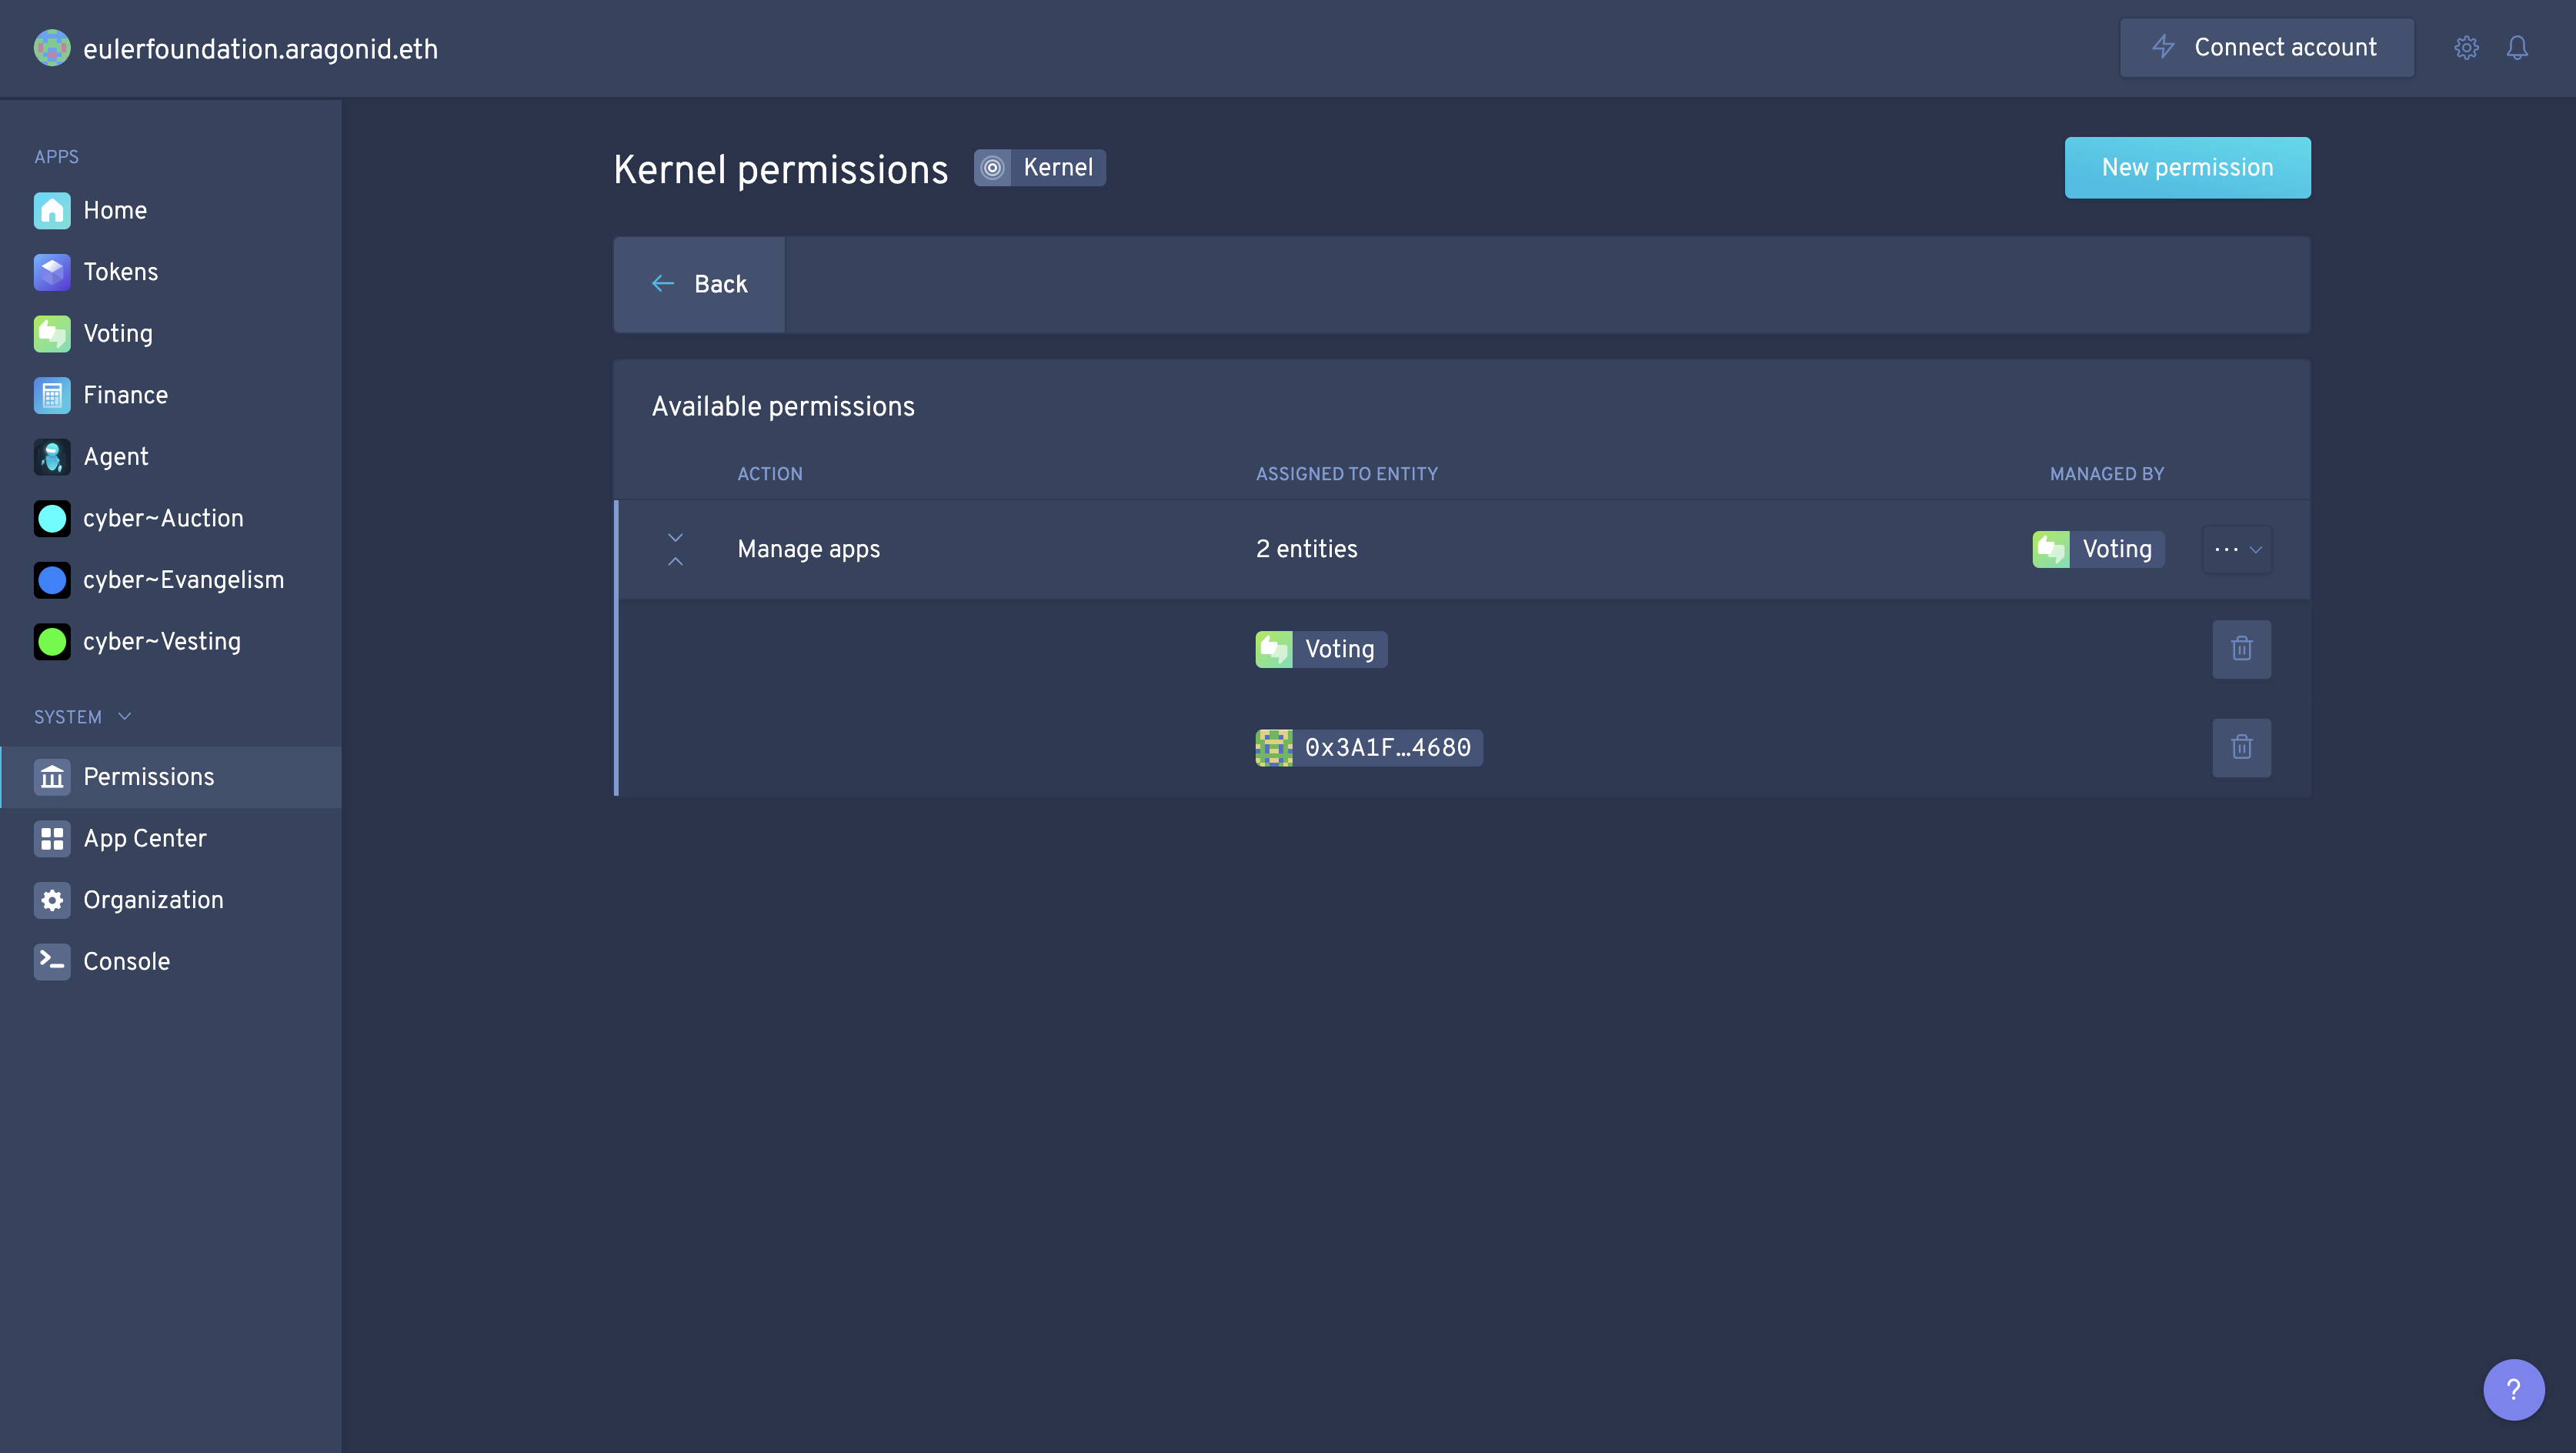 eulerfoundation.aragonid.eth
Connect account
APPS
Home
Tokens
Voting
Finance
Agent
cyber~Auction
cyber~Evangelism
cyber~Vesting
SYSTEM
Permissions
App Center
Organization
Console
Kernel permissions
Kernel
New permission
Back
Available permissions
ACTION ASSIGNED TO ENTITY MANAGED BY
Manage apps 2 entities Voting
Voting
0x3A1F…4680
?